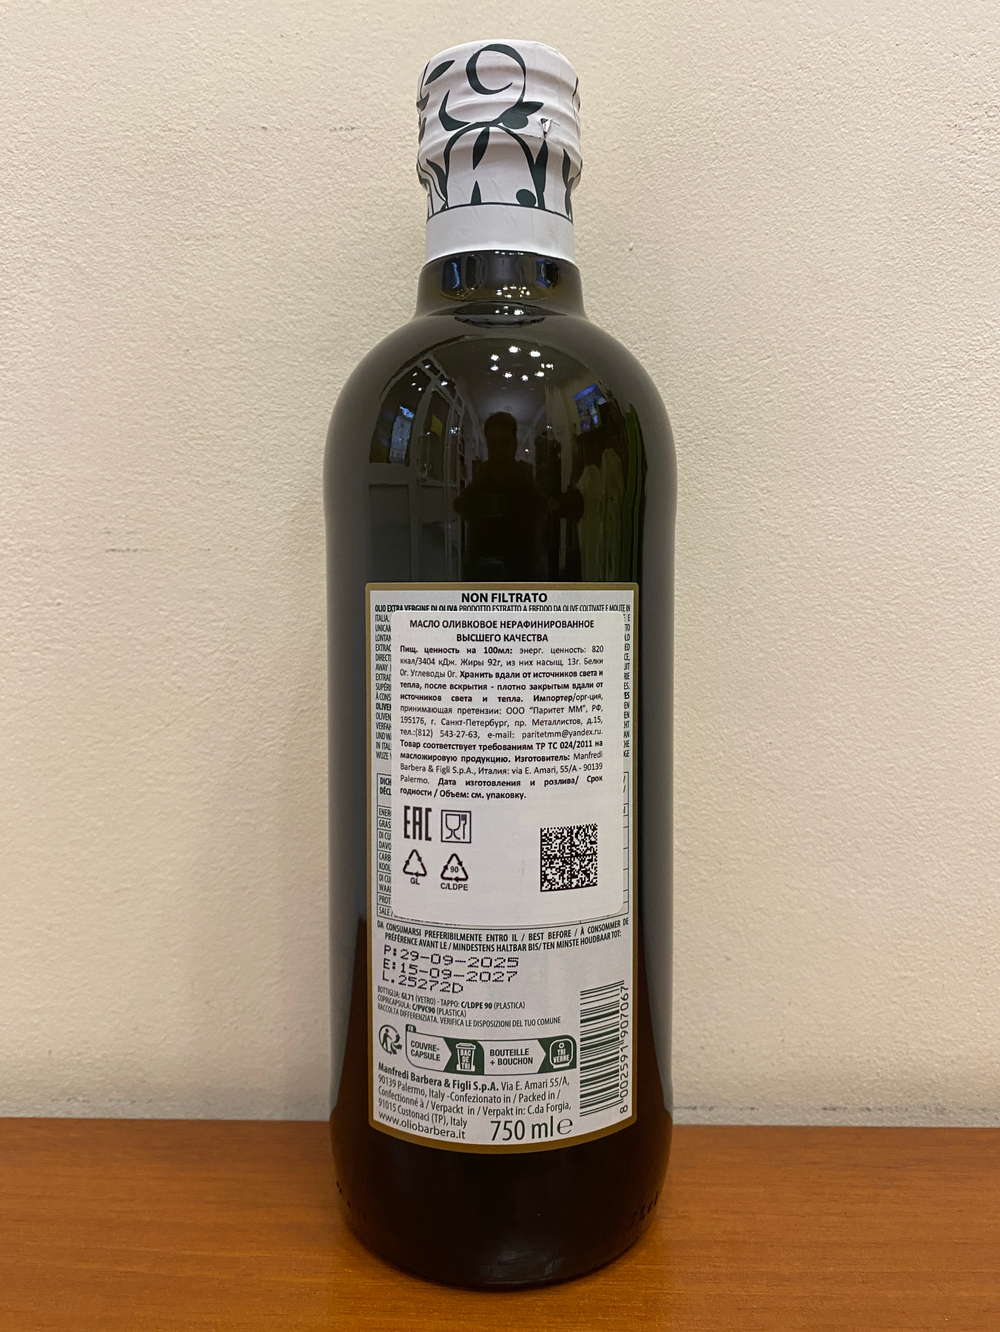 NON FILTRATO
OLIO EXTRA VERGINE DI OLIVA PRODOTTO ESTRATTO A FREDDO DA OLIVE COLTIVATE E MOLITE IN
ITALIA.
МАСЛО ОЛИВКОВОЕ НЕРАФИНИРОВАННОЕ
ВЫСШЕГО КАЧЕСТВА
Пищ. ценность на 100мл: энерг. ценность: 820
ккал/3404 кДж. Жиры 92г, из них насыщ. 13г. Белки
0г. Углеводы 0г. Хранить вдали от источников света и
тепла, после вскрытия - плотно закрытым вдали от
источников света и тепла. Импортер/орг-ция,
принимающая претензии: ООО "Паритет ММ", РФ,
195176, г. Санкт-Петербург, пр. Металлистов, д.15,
тел.:(812) 543-27-63, e-mail: paritetmm@yandex.ru.
Товар соответствует требованиям ТР ТС 024/2011 на
масложировую продукцию. Изготовитель: Manfredi
Barbera & Figli S.p.A., Италия: via E. Amari, 55/A - 90139
Palermo. Дата изготовления и розлива/ Срок
годности / Объем: см. упаковку.
EAC
GL
90
C/LDPE
DA CONSUMARSI PREFERIBILMENTE ENTRO IL / BEST BEFORE / À CONSOMMER DE
PRÉFÉRENCE AVANT LE / MINDESTENS HALTBAR BIS/ TEN MINSTE HOUDBAAR TOT:
P:29-09-2025
E:15-09-2027
L.25272D
BOTTIGLIA: GL71 (VETRO) - TAPPO: C/LDPE 90 (PLASTICA)
COPRICAPSULA: C/PVC90 (PLASTICA)
RACCOLTA DIFFERENZIATA. VERIFICA LE DISPOSIZIONI DEL TUO COMUNE
FR
COUVRE-
CAPSULE
BAC
DE
TRI
BOUTEILLE
+ BOUCHON
TRI
VERRE
Manfredi Barbera & Figli S.p.A. Via E. Amari 55/A,
90139 Palermo, Italy -Confezionato in / Packed in /
Confectionné à / Verpackt in / Verpakt in: C.da Forgia,
91015 Custonaci (TP), Italy
www.oliobarbera.it
750 ml e
8 002591 907067